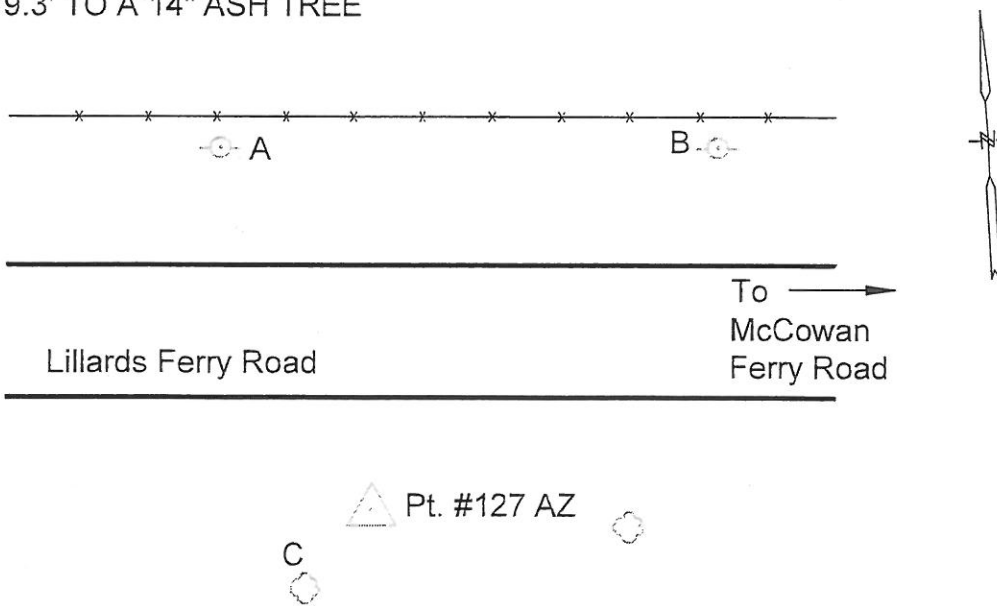 9.3' TO A 14" ASH TREE
A
B
To
McCowan
Ferry Road
Lillards Ferry Road
Pt. #127 AZ
C
N